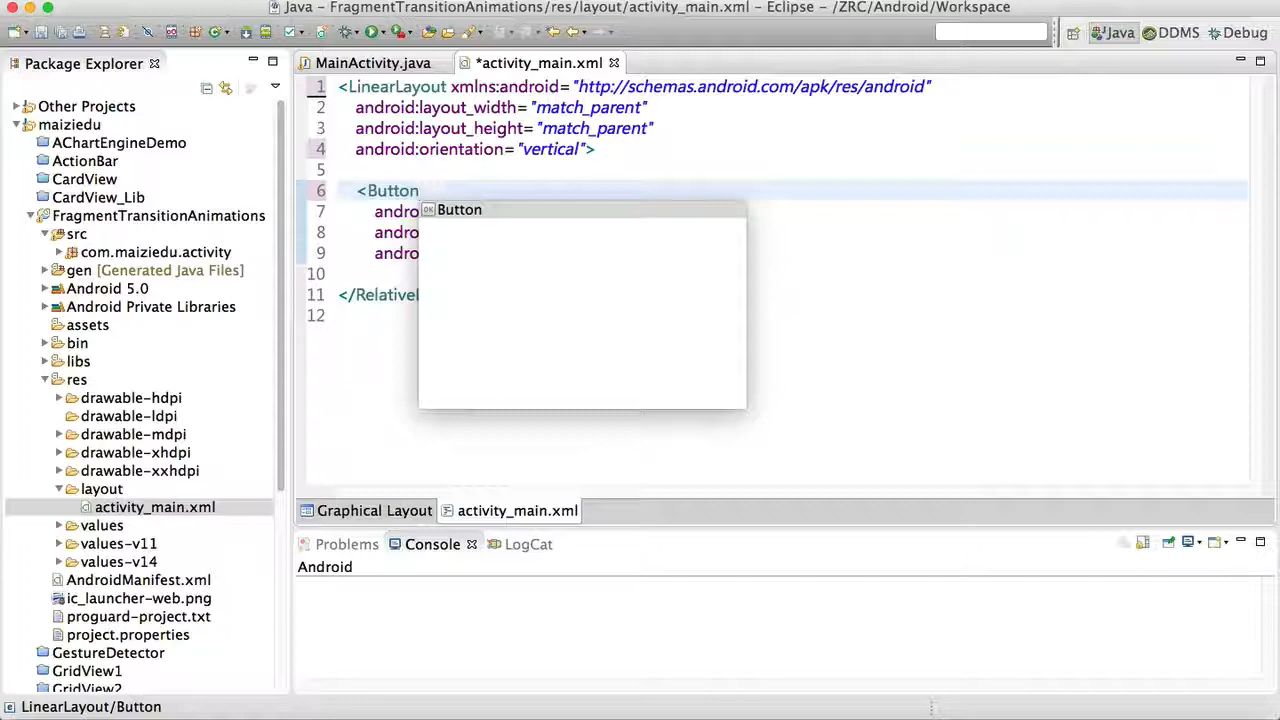 Java - FragmentTransitionAnimations/res/layout/activity_main.xml - Eclipse - /ZRC/Android/Workspace
Java
DDMS
Debug
Package Explorer
Other Projects
maiziedu
AChartEngineDemo
ActionBar
CardView
CardView_Lib
FragmentTransitionAnimations
src
com.maiziedu.activity
gen [Generated Java Files]
Android 5.0
Android Private Libraries
assets
bin
libs
res
drawable-hdpi
drawable-ldpi
drawable-mdpi
drawable-xhdpi
drawable-xxhdpi
layout
activity_main.xml
values
values-v11
values-v14
AndroidManifest.xml
ic_launcher-web.png
proguard-project.txt
project.properties
GestureDetector
GridView1
GridView2
MainActivity.java
*activity_main.xml
1 <LinearLayout xmlns:android="http://schemas.android.com/apk/res/android"
2 android:layout_width="match_parent"
3 android:layout_height="match_parent"
4 android:orientation="vertical">
5
6 <Button
7 andro
8 andro
9 andro
10
11 </Relativel
12
Button
Graphical Layout
activity_main.xml
Problems
Console
LogCat
Android
LinearLayout/Button